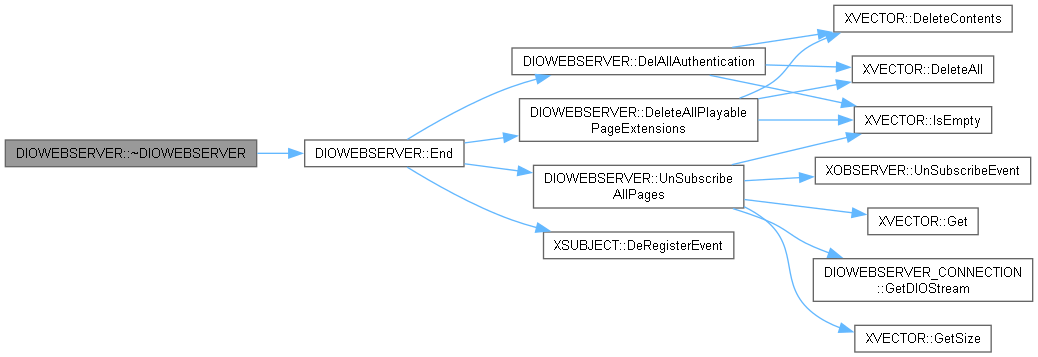 DIOWEBSERVER::~DIOWEBSERVER
DIOWEBSERVER::End
DIOWEBSERVER::DelAllAuthentication
DIOWEBSERVER::DeleteAllPlayable
PageExtensions
DIOWEBSERVER::UnSubscribe
AllPages
XSUBJECT::DeRegisterEvent
XVECTOR::DeleteContents
XVECTOR::DeleteAll
XVECTOR::IsEmpty
XOBSERVER::UnSubscribeEvent
XVECTOR::Get
DIOWEBSERVER_CONNECTION
::GetDIOStream
XVECTOR::GetSize